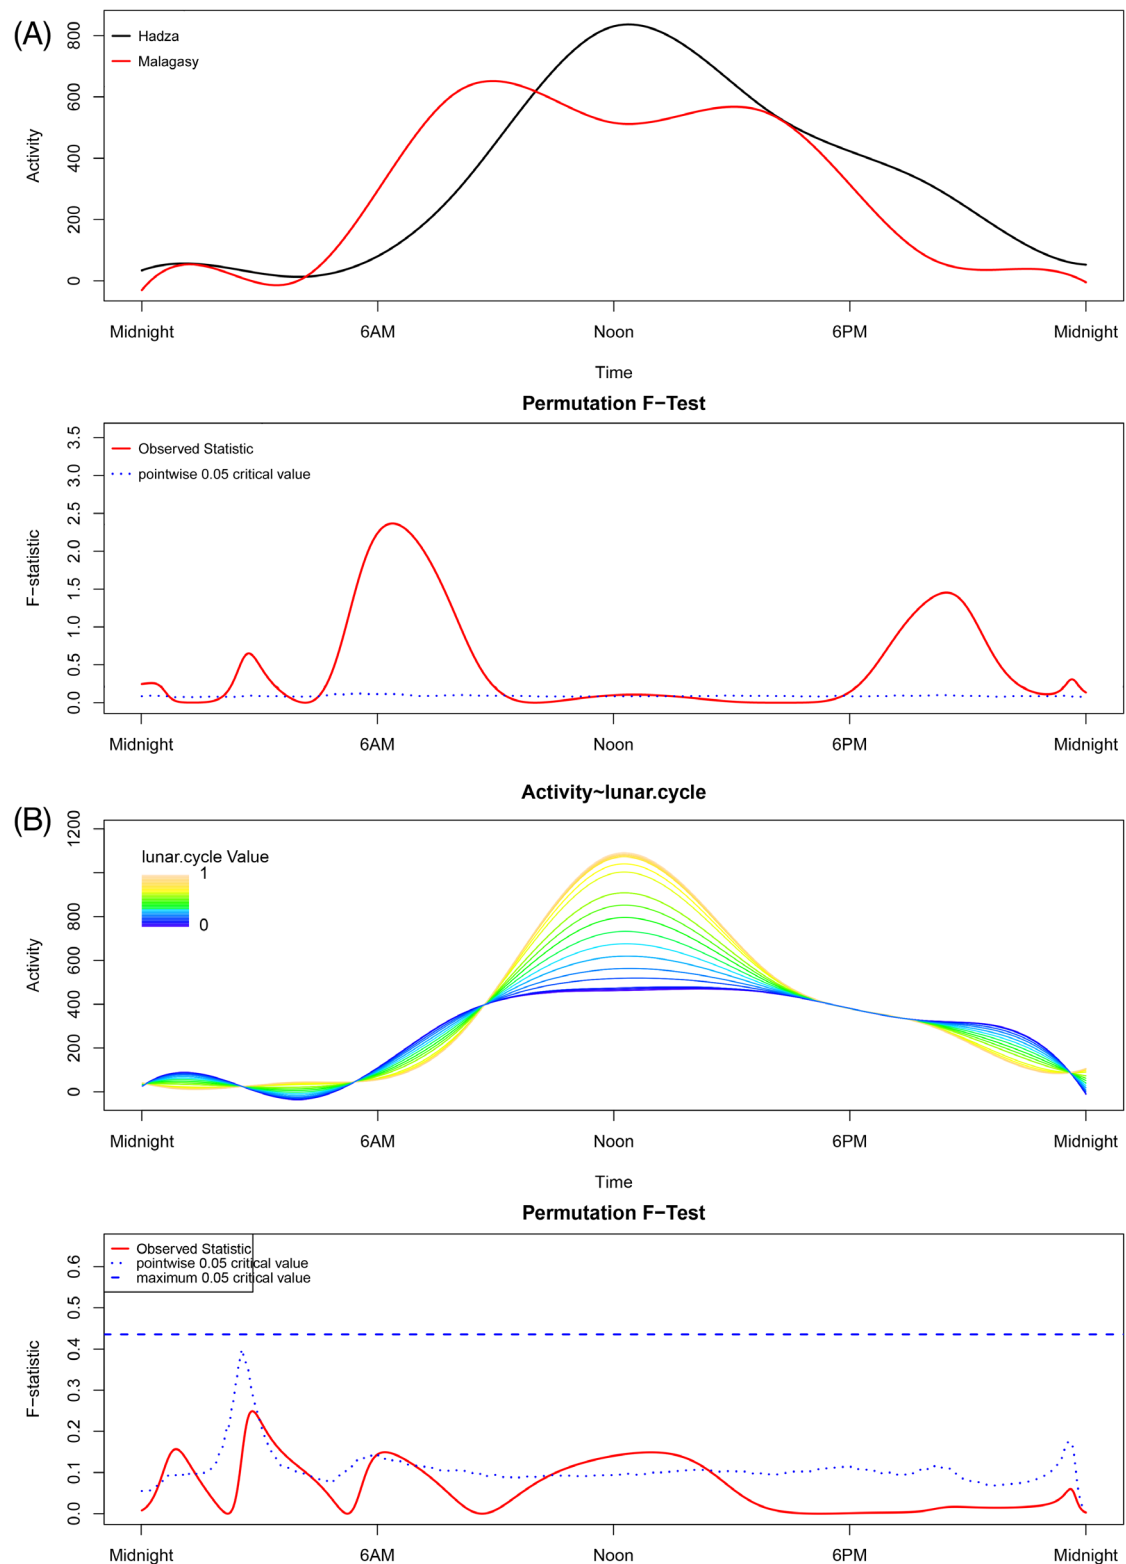 (A)
Hadza
Malagasy
Activity
800
600
400
200
0
Midnight 6AM Noon 6PM Midnight
Time
Permutation F−Test
Observed Statistic
pointwise 0.05 critical value
F−statistic
3.5
3.0
2.5
2.0
1.5
1.0
0.5
0.0
Midnight 6AM Noon 6PM Midnight
(B)
Activity~lunar.cycle
lunar.cycle Value
1
0
Activity
1200
800
600
400
200
0
Midnight 6AM Noon 6PM Midnight
Time
Permutation F−Test
Observed Statistic
pointwise 0.05 critical value
maximum 0.05 critical value
F−statistic
0.6
0.5
0.4
0.3
0.2
0.1
0.0
Midnight 6AM Noon 6PM Midnight